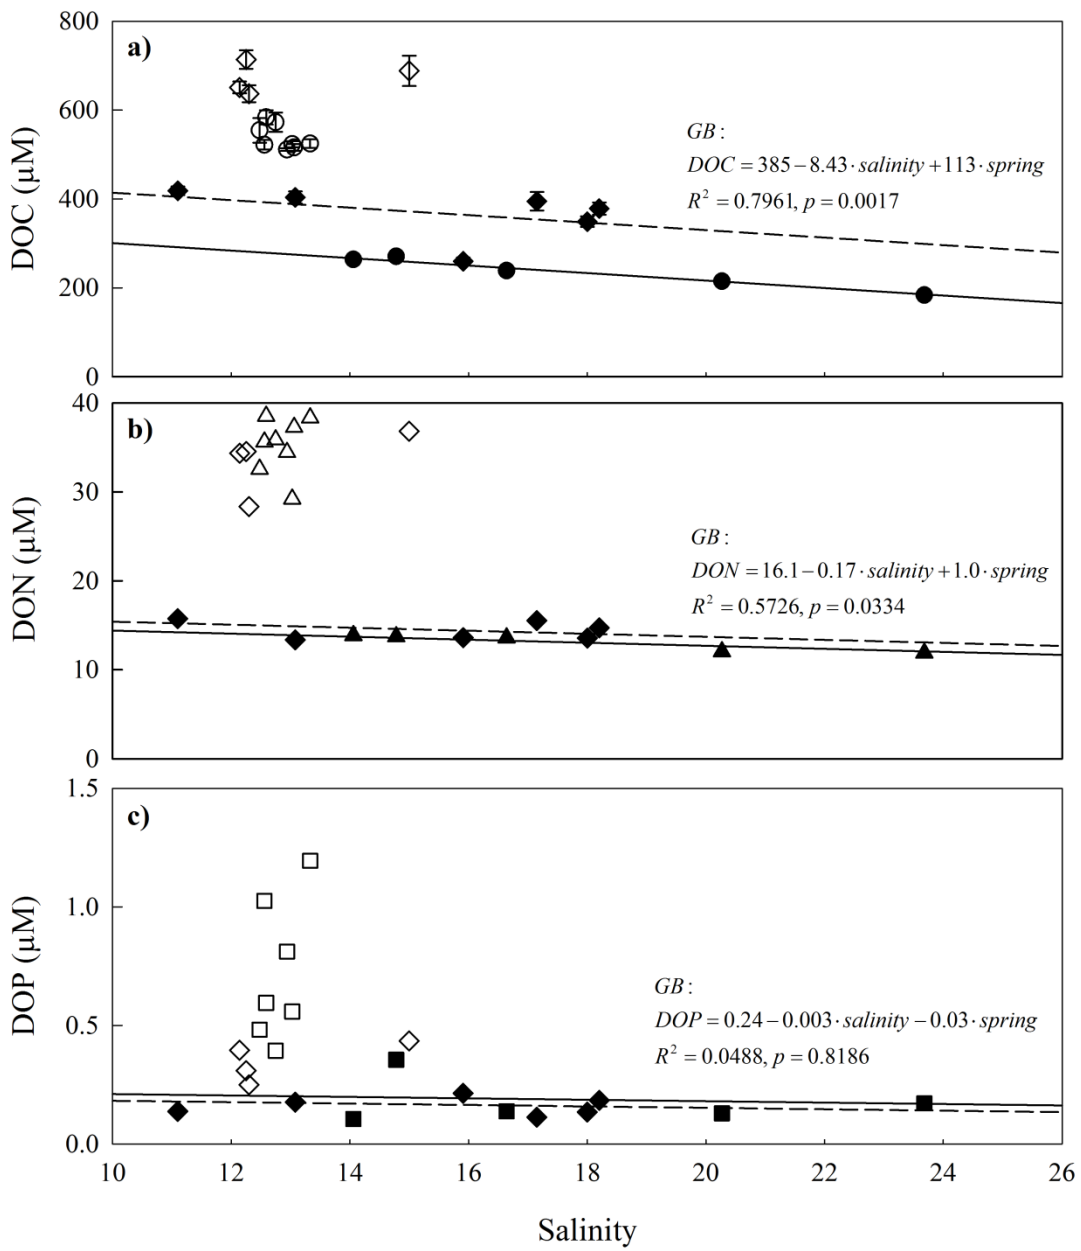 a)
DOC (µM)
800
600
400
200
0
GB :
DOC = 385−8.43· salinity +113· spring
R² = 0.7961, p = 0.0017
b)
DON (µM)
40
30
20
10
0
GB :
DON = 16.1−0.17· salinity +1.0· spring
R² = 0.5726, p = 0.0334
c)
DOP (µM)
1.5
1.0
0.5
0.0
GB :
DOP = 0.24−0.003· salinity −0.03· spring
R² = 0.0488, p = 0.8186
10 12 14 16 18 20 22 24 26
Salinity